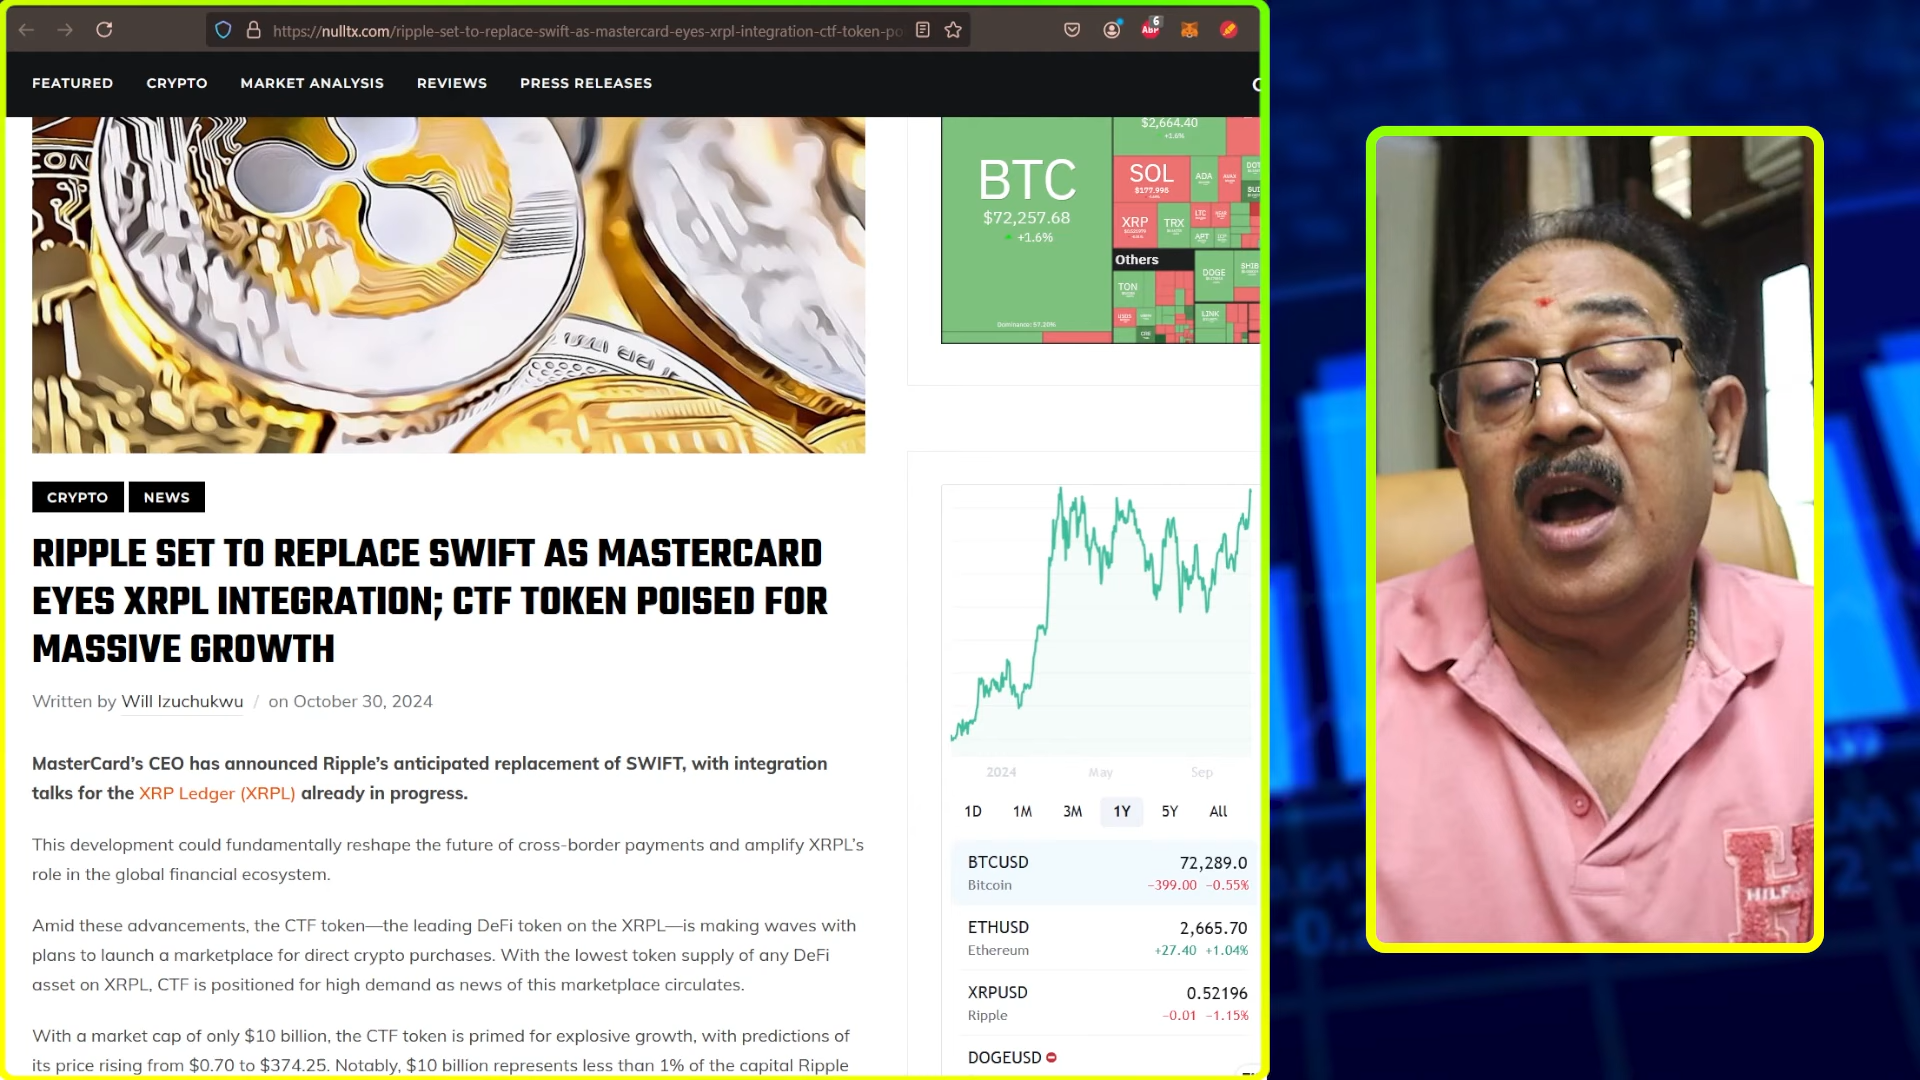 https://nulltx.com/ripple-set-to-replace-swift-as-mastercard-eyes-xrpl-integration-ctf-token-po
ABP
6
FEATURED CRYPTO MARKET ANALYSIS REVIEWS PRESS RELEASES
BTC
$72,257.68
+1.6%
Dominance: 57.20%
$2,664.40
+1.6%
SOL
$177.996
ADA
XRP
TRX
LTC
APT
Others
TON
DOGE
SHIB
LINK
CRYPTO
NEWS
RIPPLE SET TO REPLACE SWIFT AS MASTERCARD
EYES XRPL INTEGRATION; CTF TOKEN POISED FOR
MASSIVE GROWTH
Written by Will Izuchukwu / on October 30, 2024
MasterCard’s CEO has announced Ripple’s anticipated replacement of SWIFT, with integration
talks for the XRP Ledger (XRPL) already in progress.
This development could fundamentally reshape the future of cross-border payments and amplify XRPL’s
role in the global financial ecosystem.
Amid these advancements, the CTF token—the leading DeFi token on the XRPL—is making waves with
plans to launch a marketplace for direct crypto purchases. With the lowest token supply of any DeFi
asset on XRPL, CTF is positioned for high demand as news of this marketplace circulates.
With a market cap of only $10 billion, the CTF token is primed for explosive growth, with predictions of
its price rising from $0.70 to $374.25. Notably, $10 billion represents less than 1% of the capital Ripple
2024 May Sep
1D 1M 3M 1Y 5Y All
BTCUSD 72,289.0
Bitcoin −399.00 −0.55%
ETHUSD 2,665.70
Ethereum +27.40 +1.04%
XRPUSD 0.52196
Ripple −0.01 −1.15%
DOGEUSD
H